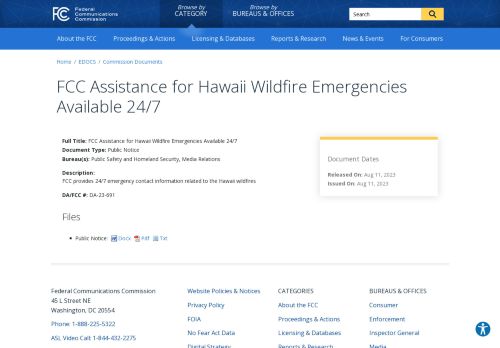 FCC Federal Communications Commission
Browse by CATEGORY
Browse by BUREAUS & OFFICES
Search
About the FCC Proceedings & Actions Licensing & Databases Reports & Research News & Events For Consumers
Home / EDOCS / Commission Documents
FCC Assistance for Hawaii Wildfire Emergencies
Available 24/7
Full Title: FCC Assistance for Hawaii Wildfire Emergencies Available 24/7
Document Type: Public Notice
Bureau(s): Public Safety and Homeland Security, Media Relations
Description:
FCC provides 24/7 emergency contact information related to the Hawaii wildfires
DA/FCC #: DA-23-691
Document Dates
Released On: Aug 11, 2023
Issued On: Aug 11, 2023
Files
Public Notice: Docx Pdf Txt
Federal Communications Commission
45 L Street NE
Washington, DC 20554
Phone: 1-888-225-5322
ASL Video Call: 1-844-432-2275
Website Policies & Notices
Privacy Policy
FOIA
No Fear Act Data
Digital Strategy
CATEGORIES
About the FCC
Proceedings & Actions
Licensing & Databases
Reports & Research
BUREAUS & OFFICES
Consumer
Enforcement
Inspector General
Media